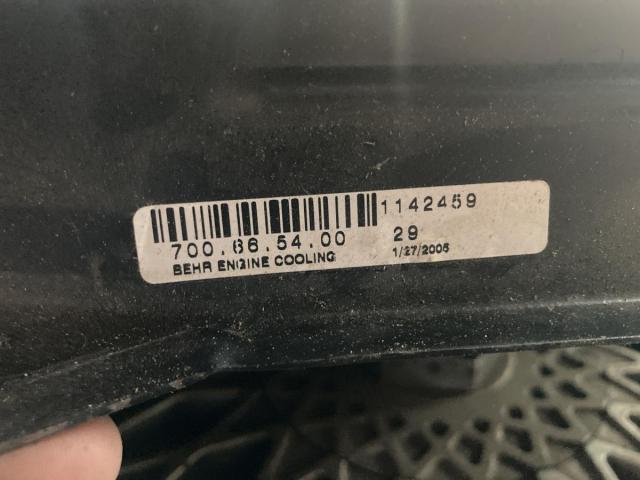 1142459
700.66.54.00 29
BEHR ENGINE COOLING 1/27/2005